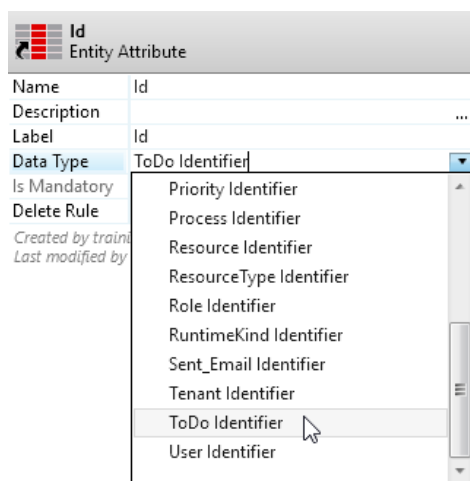 Id
Entity Attribute
Name Id
Description ...
Label Id
Data Type ToDo Identifier
Is Mandatory
Delete Rule
Created by traini
Last modified by
Priority Identifier
Process Identifier
Resource Identifier
ResourceType Identifier
Role Identifier
RuntimeKind Identifier
Sent_Email Identifier
Tenant Identifier
ToDo Identifier
User Identifier